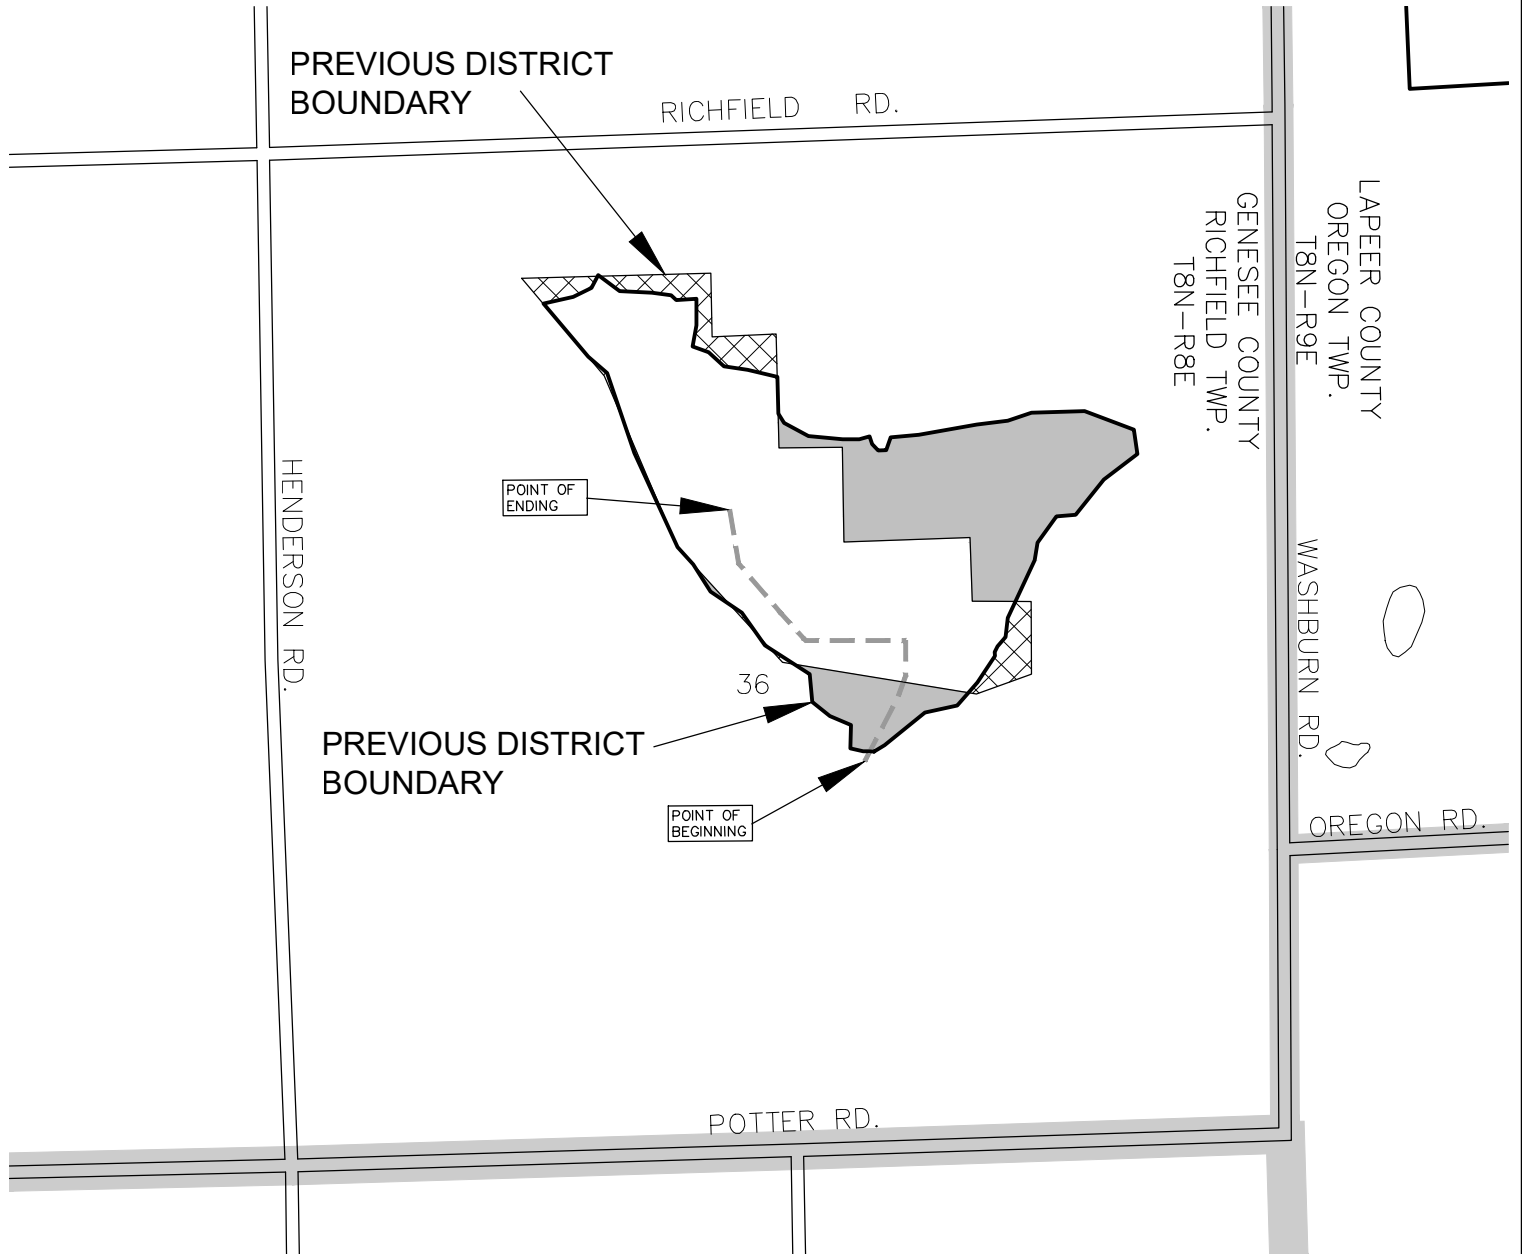 PREVIOUS DISTRICT
BOUNDARY
RICHFIELD RD.
LAPEER COUNTY
OREGON TWP.
T8N-R9E
GENESEE COUNTY
RICHFIELD TWP.
T8N-R8E
HENDERSON RD.
POINT OF
ENDING
WASHBURN RD.
36
PREVIOUS DISTRICT
BOUNDARY
POINT OF
BEGINNING
OREGON RD.
POTTER RD.